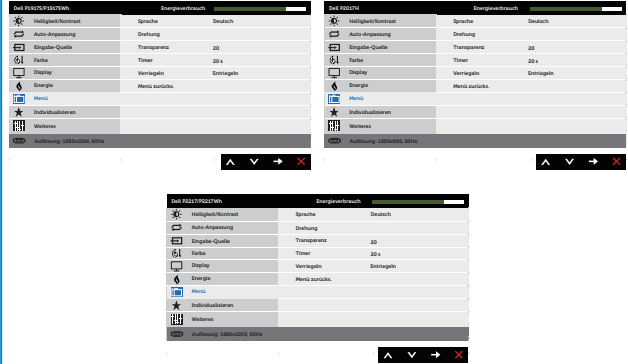 Dell P1917S/P1917SWh Energieverbrauch
Helligkeit/Kontrast Sprache Deutsch
Auto-Anpassung Drehung
Eingabe-Quelle Transparenz 20
Farbe Timer 20 s
Display Verriegeln Entriegeln
Energie Menü zurücks.
Menü
Individualisieren
Weiteres
Auflösung: 1280x1024, 60Hz
Dell P2017H Energieverbrauch
Helligkeit/Kontrast Sprache Deutsch
Auto-Anpassung Drehung
Eingabe-Quelle Transparenz 20
Farbe Timer 20 s
Display Verriegeln Entriegeln
Energie Menü zurücks.
Menü
Individualisieren
Weiteres
Auflösung: 1600x900, 60Hz
Dell P2217/P2217Wh Energieverbrauch
Helligkeit/Kontrast Sprache Deutsch
Auto-Anpassung Drehung
Eingabe-Quelle Transparenz 20
Farbe Timer 20 s
Display Verriegeln Entriegeln
Energie Menü zurücks.
Menü
Individualisieren
Weiteres
Auflösung: 1680x1050, 60Hz